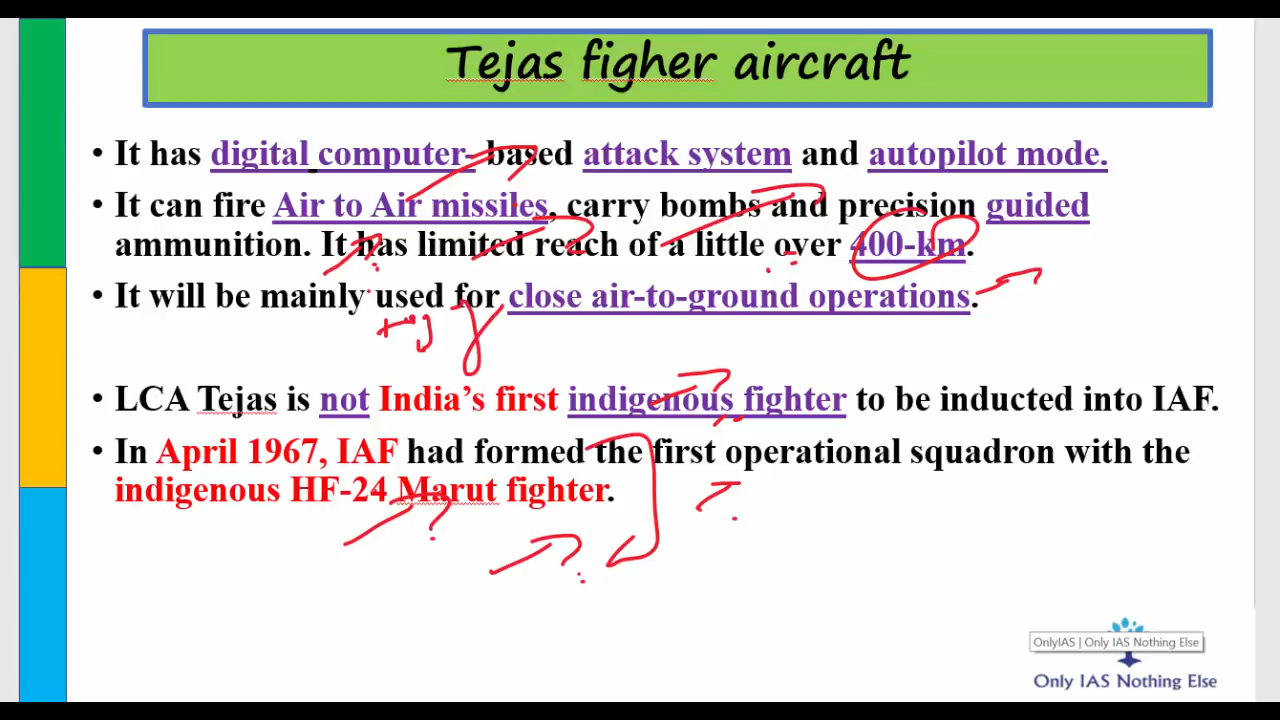 Tejas figher aircraft
• It has digital computer- based attack system and autopilot mode.
• It can fire Air to Air missiles, carry bombs and precision guided
ammunition. It has limited reach of a little over 400-km.
• It will be mainly used for close air-to-ground operations.
• LCA Tejas is not India’s first indigenous fighter to be inducted into IAF.
• In April 1967, IAF had formed the first operational squadron with the
indigenous HF-24 Marut fighter.
OnlyIAS | Only IAS Nothing Else
Only IAS Nothing Else